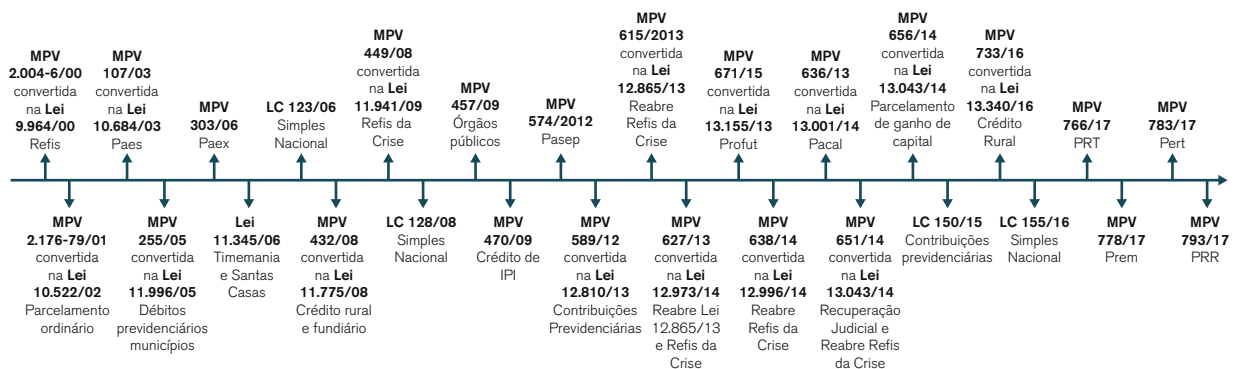 MPV
2.004-6/00
convertida
na Lei
9.964/00
Refis
MPV
107/03
convertida
na Lei
10.684/03
Paes
MPV
303/06
Paex
LC 123/06
Simples
Nacional
MPV
449/08
convertida
na Lei
11.941/09
Refis da
Crise
MPV
457/09
Órgãos
públicos
MPV
574/2012
Pasep
MPV
615/2013
convertida
na Lei
12.865/13
Reabre
Refis da
Crise
MPV
671/15
convertida
na Lei
13.155/13
Profut
MPV
636/13
convertida
na Lei
13.001/14
Pacal
MPV
656/14
convertida
na Lei
13.043/14
Parcelamento
de ganho de
capital
MPV
733/16
convertida
na Lei
13.340/16
Crédito
Rural
MPV
766/17
PRT
MPV
783/17
Pert
MPV
2.176-79/01
convertida
na Lei
10.522/02
Parcelamento
ordinário
MPV
255/05
convertida
na Lei
11.996/05
Débitos
previdenciários
municípios
Lei
11.345/06
Timemania
e Santas
Casas
MPV
432/08
convertida
na Lei
11.775/08
Crédito rural
e fundiário
LC 128/08
Simples
Nacional
MPV
470/09
Crédito de
IPI
MPV
589/12
convertida
na Lei
12.810/13
Contribuições
Previdenciárias
MPV
627/13
convertida
na Lei
12.973/14
Reabre Lei
12.865/13
e Refis da
Crise
MPV
638/14
convertida
na Lei
12.996/14
Reabre
Refis da
Crise
MPV
651/14
convertida
na Lei
13.043/14
Recuperação
Judicial e
Reabre Refis
da Crise
LC 150/15
Contribuições
previdenciárias
LC 155/16
Simples
Nacional
MPV
778/17
Prem
MPV
793/17
PRR